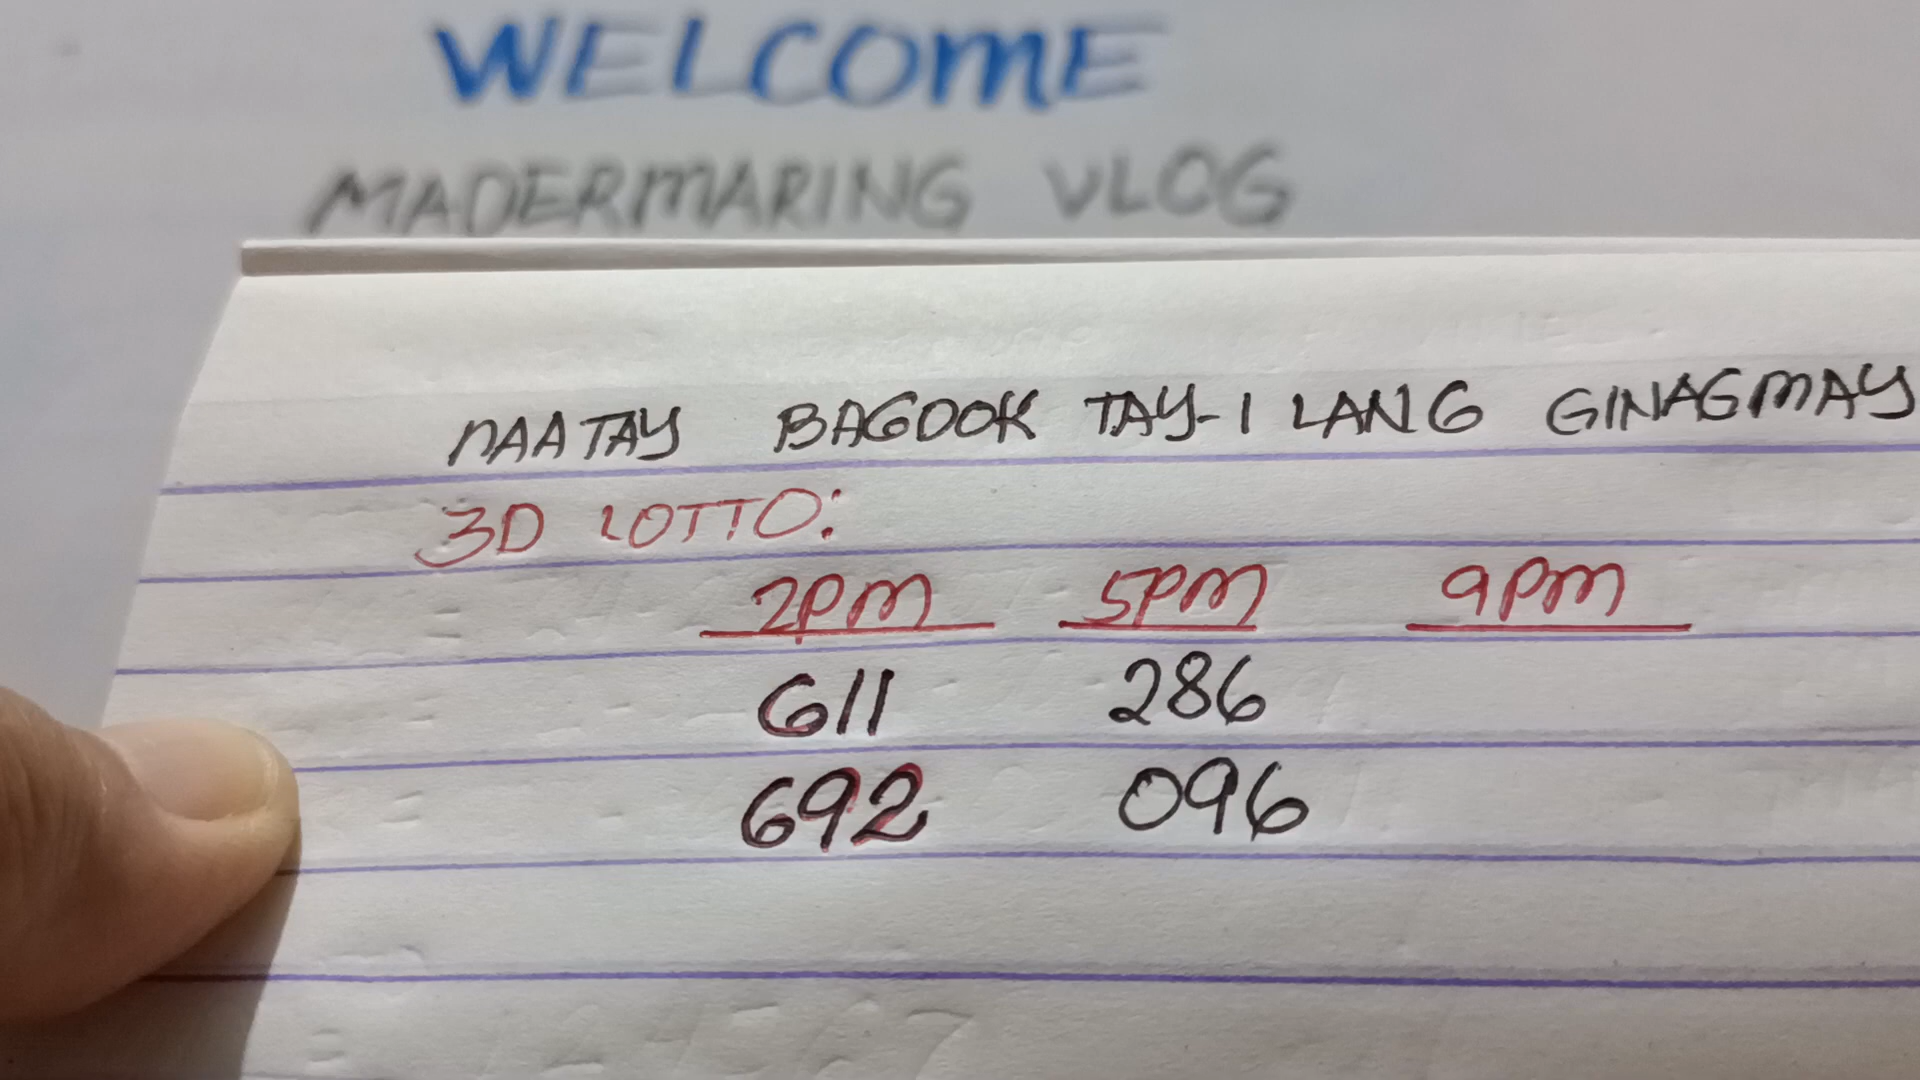 WELCOME
MADERMARING VLOG
NAATAY BAGOOK TAY-I LANG GINAGMAY
3D LOTTO:
2PM 5PM 9PM
611 286
692 096